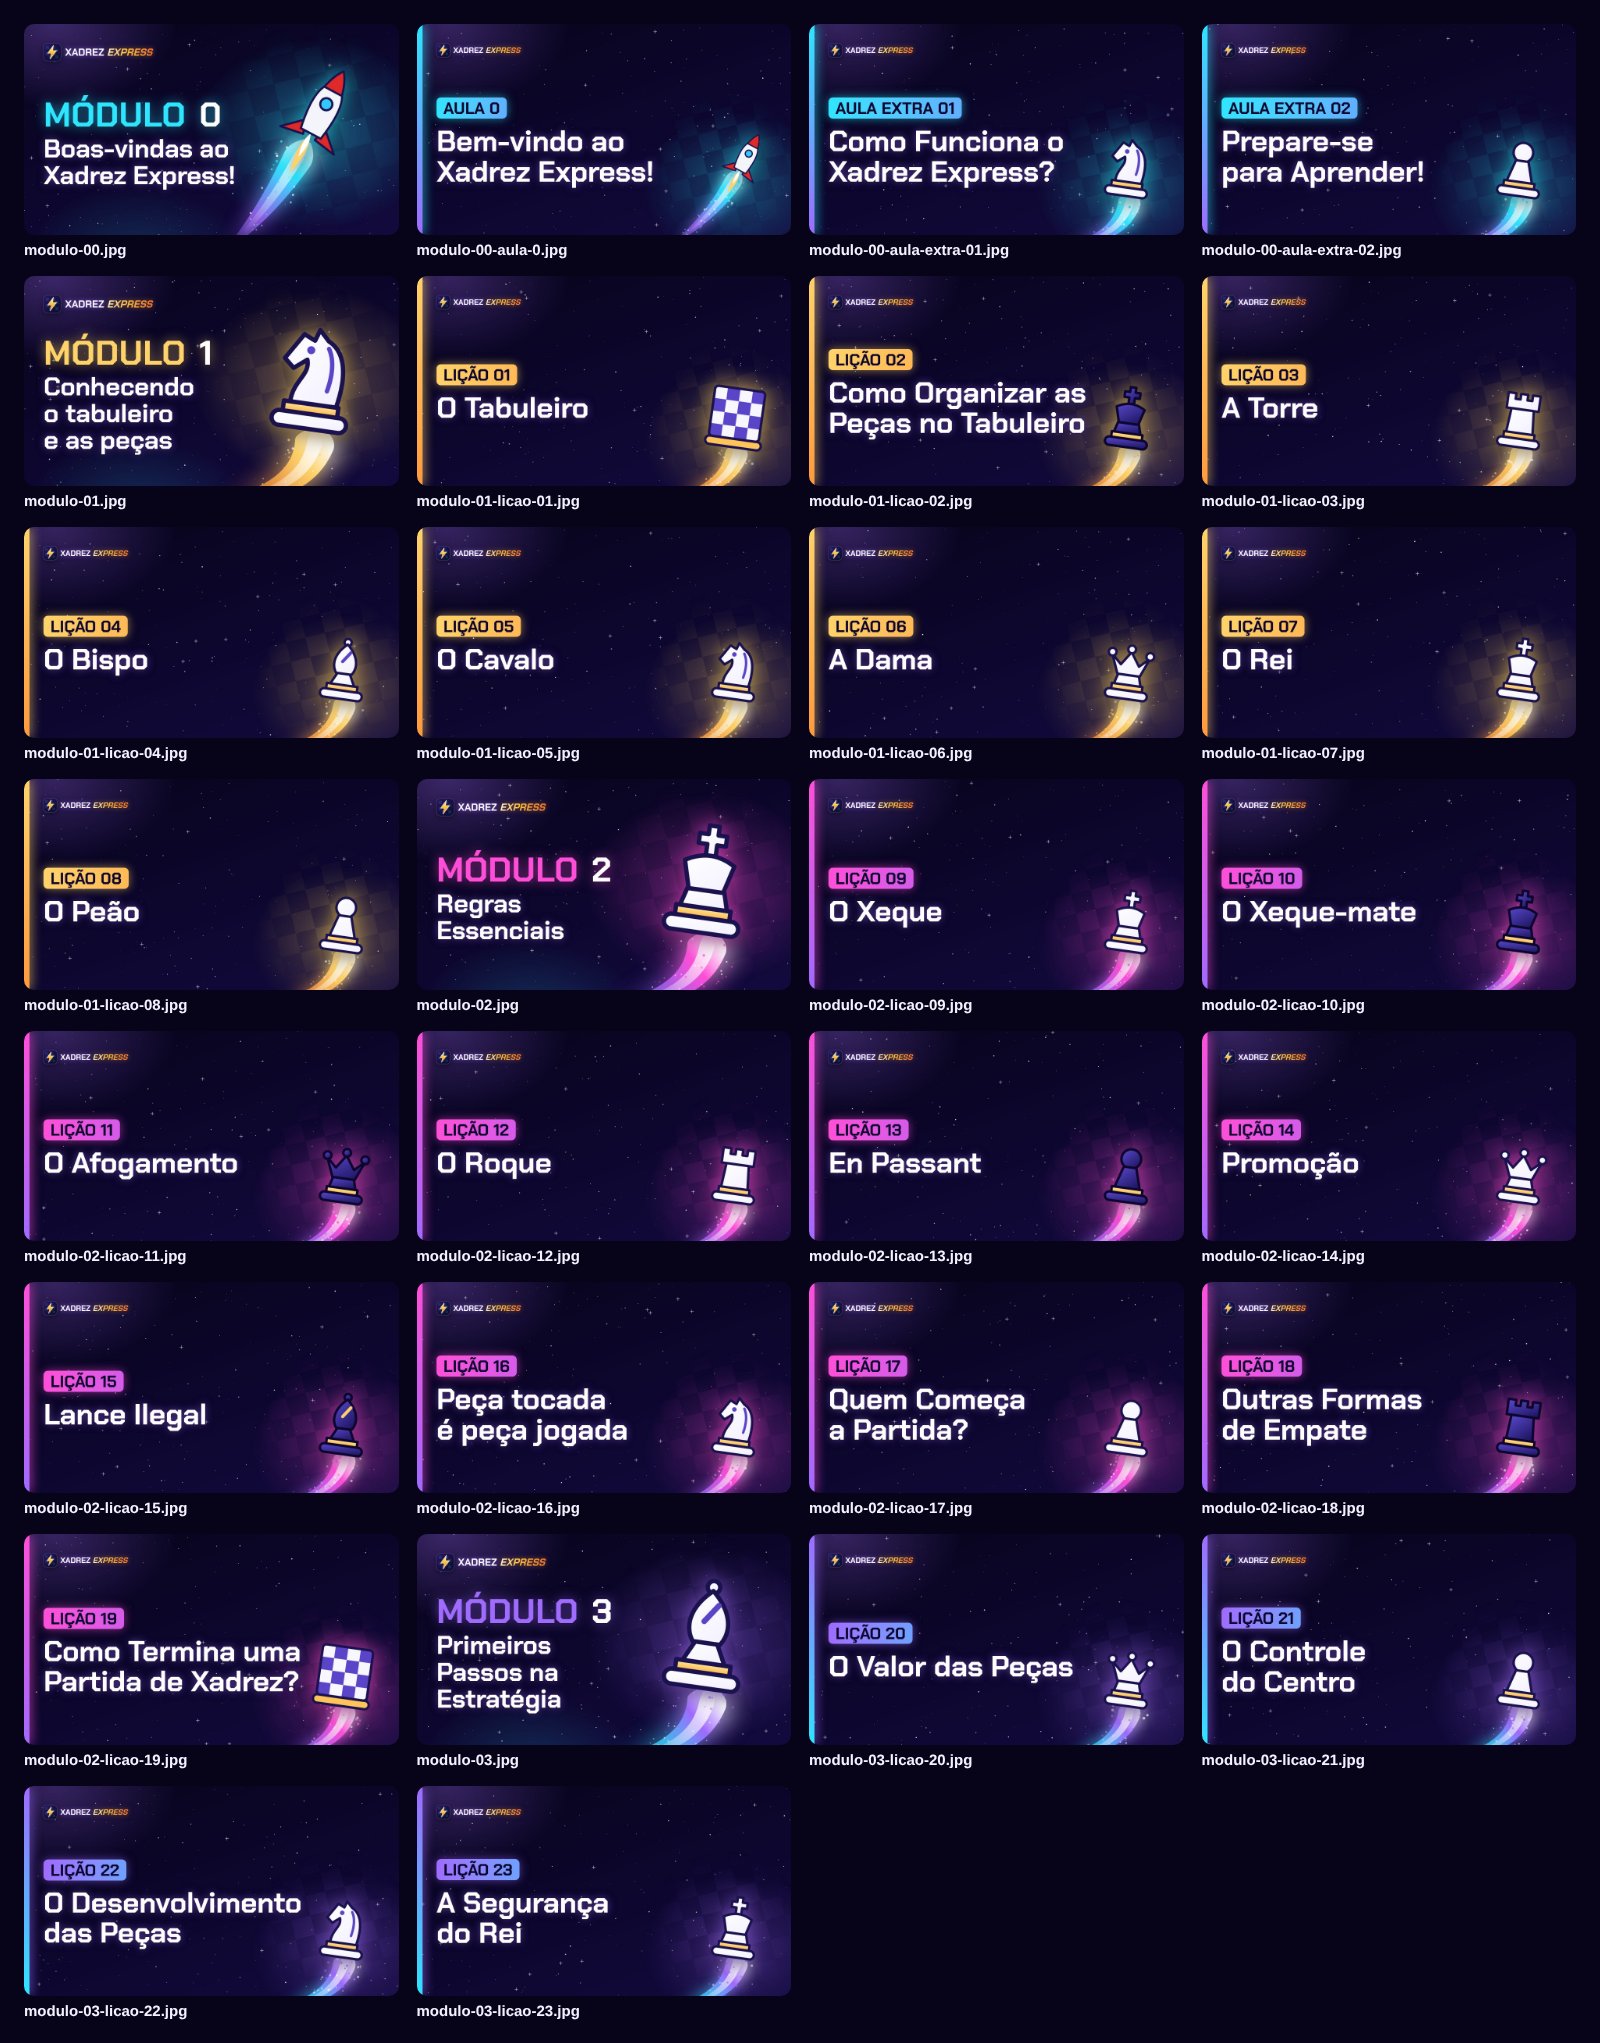 XADREZ EXPRESS
MÓDULO 0
Boas-vindas ao
Xadrez Express!
modulo-00.jpg
XADREZ EXPRESS
AULA 0
Bem-vindo ao
Xadrez Express!
modulo-00-aula-0.jpg
XADREZ EXPRESS
AULA EXTRA 01
Como Funciona o
Xadrez Express?
modulo-00-aula-extra-01.jpg
XADREZ EXPRESS
AULA EXTRA 02
Prepare-se
para Aprender!
modulo-00-aula-extra-02.jpg
XADREZ EXPRESS
MÓDULO 1
Conhecendo
o tabuleiro
e as peças
modulo-01.jpg
XADREZ EXPRESS
LIÇÃO 01
O Tabuleiro
modulo-01-licao-01.jpg
XADREZ EXPRESS
LIÇÃO 02
Como Organizar as
Peças no Tabuleiro
modulo-01-licao-02.jpg
XADREZ EXPRESS
LIÇÃO 03
A Torre
modulo-01-licao-03.jpg
XADREZ EXPRESS
LIÇÃO 04
O Bispo
modulo-01-licao-04.jpg
XADREZ EXPRESS
LIÇÃO 05
O Cavalo
modulo-01-licao-05.jpg
XADREZ EXPRESS
LIÇÃO 06
A Dama
modulo-01-licao-06.jpg
XADREZ EXPRESS
LIÇÃO 07
O Rei
modulo-01-licao-07.jpg
XADREZ EXPRESS
LIÇÃO 08
O Peão
modulo-01-licao-08.jpg
XADREZ EXPRESS
MÓDULO 2
Regras
Essenciais
modulo-02.jpg
XADREZ EXPRESS
LIÇÃO 09
O Xeque
modulo-02-licao-09.jpg
XADREZ EXPRESS
LIÇÃO 10
O Xeque-mate
modulo-02-licao-10.jpg
XADREZ EXPRESS
LIÇÃO 11
O Afogamento
modulo-02-licao-11.jpg
XADREZ EXPRESS
LIÇÃO 12
O Roque
modulo-02-licao-12.jpg
XADREZ EXPRESS
LIÇÃO 13
En Passant
modulo-02-licao-13.jpg
XADREZ EXPRESS
LIÇÃO 14
Promoção
modulo-02-licao-14.jpg
XADREZ EXPRESS
LIÇÃO 15
Lance Ilegal
modulo-02-licao-15.jpg
XADREZ EXPRESS
LIÇÃO 16
Peça tocada
é peça jogada
modulo-02-licao-16.jpg
XADREZ EXPRESS
LIÇÃO 17
Quem Começa
a Partida?
modulo-02-licao-17.jpg
XADREZ EXPRESS
LIÇÃO 18
Outras Formas
de Empate
modulo-02-licao-18.jpg
XADREZ EXPRESS
LIÇÃO 19
Como Termina uma
Partida de Xadrez?
modulo-02-licao-19.jpg
XADREZ EXPRESS
MÓDULO 3
Primeiros
Passos na
Estratégia
modulo-03.jpg
XADREZ EXPRESS
LIÇÃO 20
O Valor das Peças
modulo-03-licao-20.jpg
XADREZ EXPRESS
LIÇÃO 21
O Controle
do Centro
modulo-03-licao-21.jpg
XADREZ EXPRESS
LIÇÃO 22
O Desenvolvimento
das Peças
modulo-03-licao-22.jpg
XADREZ EXPRESS
LIÇÃO 23
A Segurança
do Rei
modulo-03-licao-23.jpg